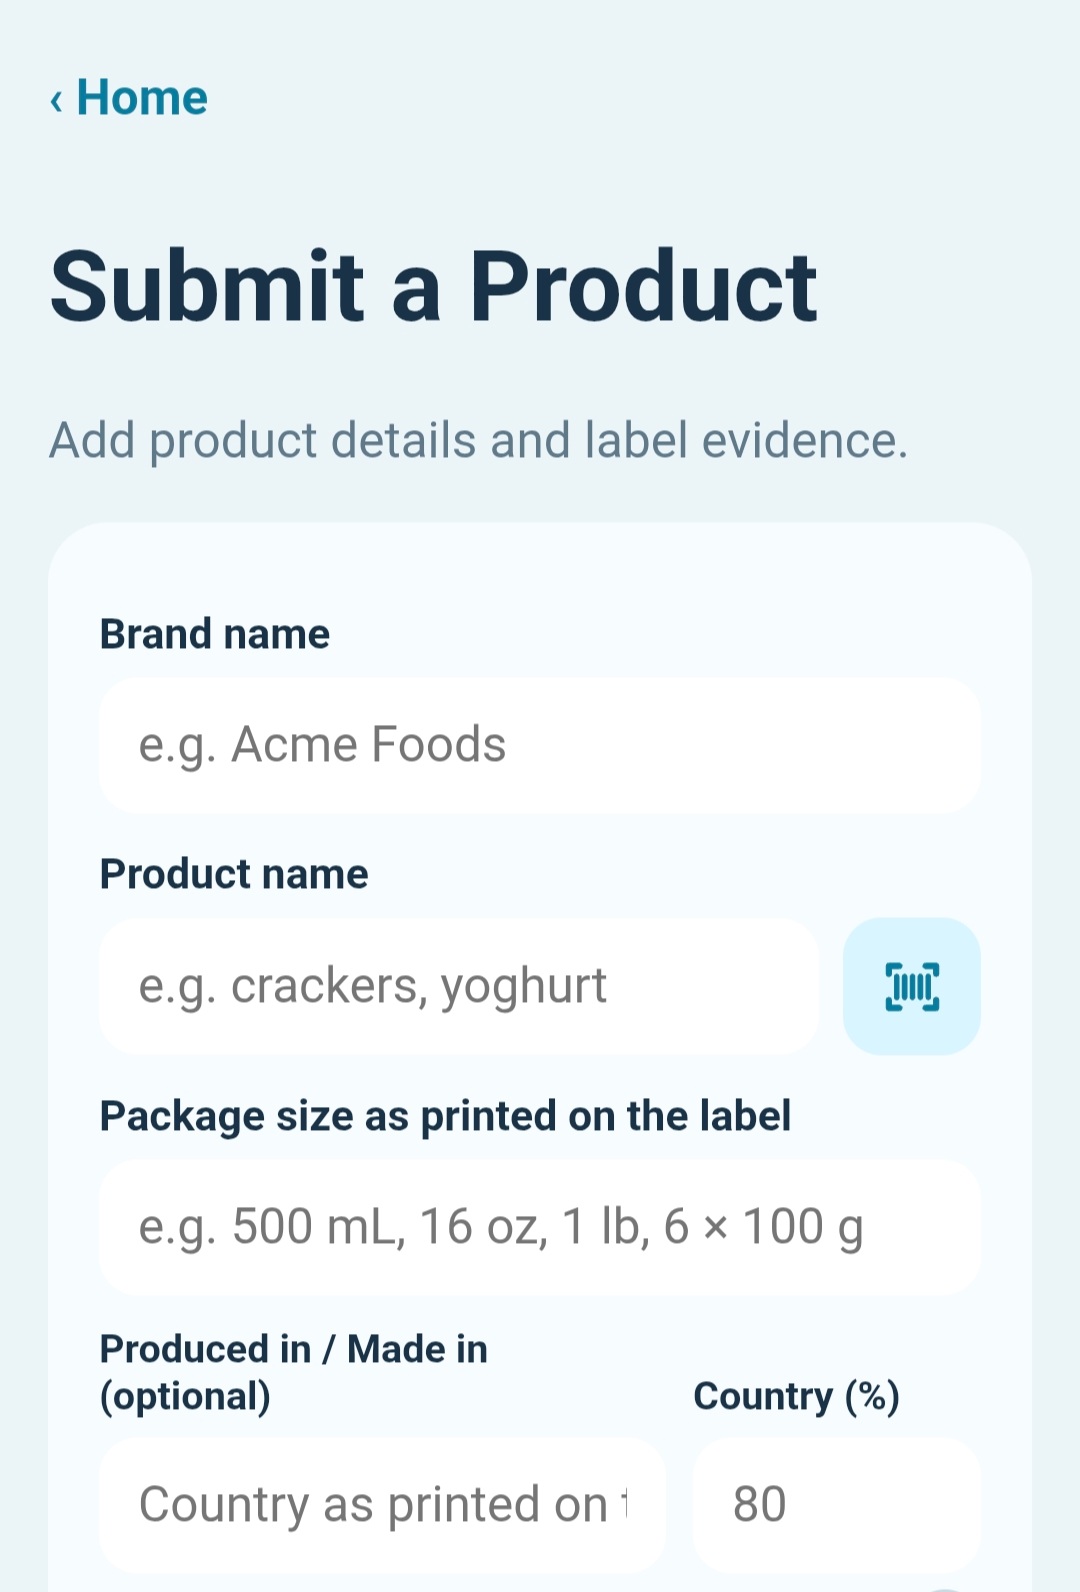 ‹ Home
Submit a Product
Add product details and label evidence.
Brand name
e.g. Acme Foods
Product name
e.g. crackers, yoghurt
Package size as printed on the label
e.g. 500 mL, 16 oz, 1 lb, 6 × 100 g
Produced in / Made in
(optional)
Country (%)
Country as printed on
80